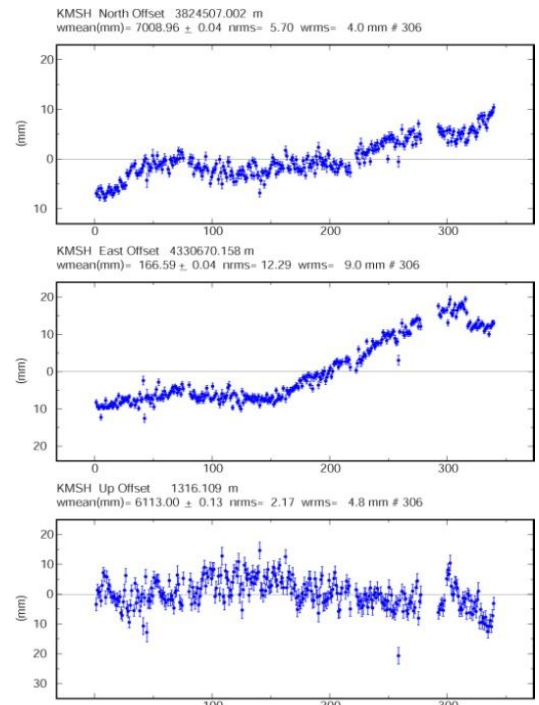 KMSH North Offset 3824507.002 m
wmean(mm)= 7008.96 ± 0.04 nrms= 5.70 wrms= 4.0 mm # 306
20
10
0
10
(mm)
0 100 200 300
KMSH East Offset 4330670.158 m
wmean(mm)= 166.59 ± 0.04 nrms= 12.29 wrms= 9.0 mm # 306
20
10
0
10
20
(mm)
0 100 200 300
KMSH Up Offset 1316.109 m
wmean(mm)= 6113.00 ± 0.13 nrms= 2.17 wrms= 4.8 mm # 306
20
10
0
10
20
30
(mm)
0 100 200 300